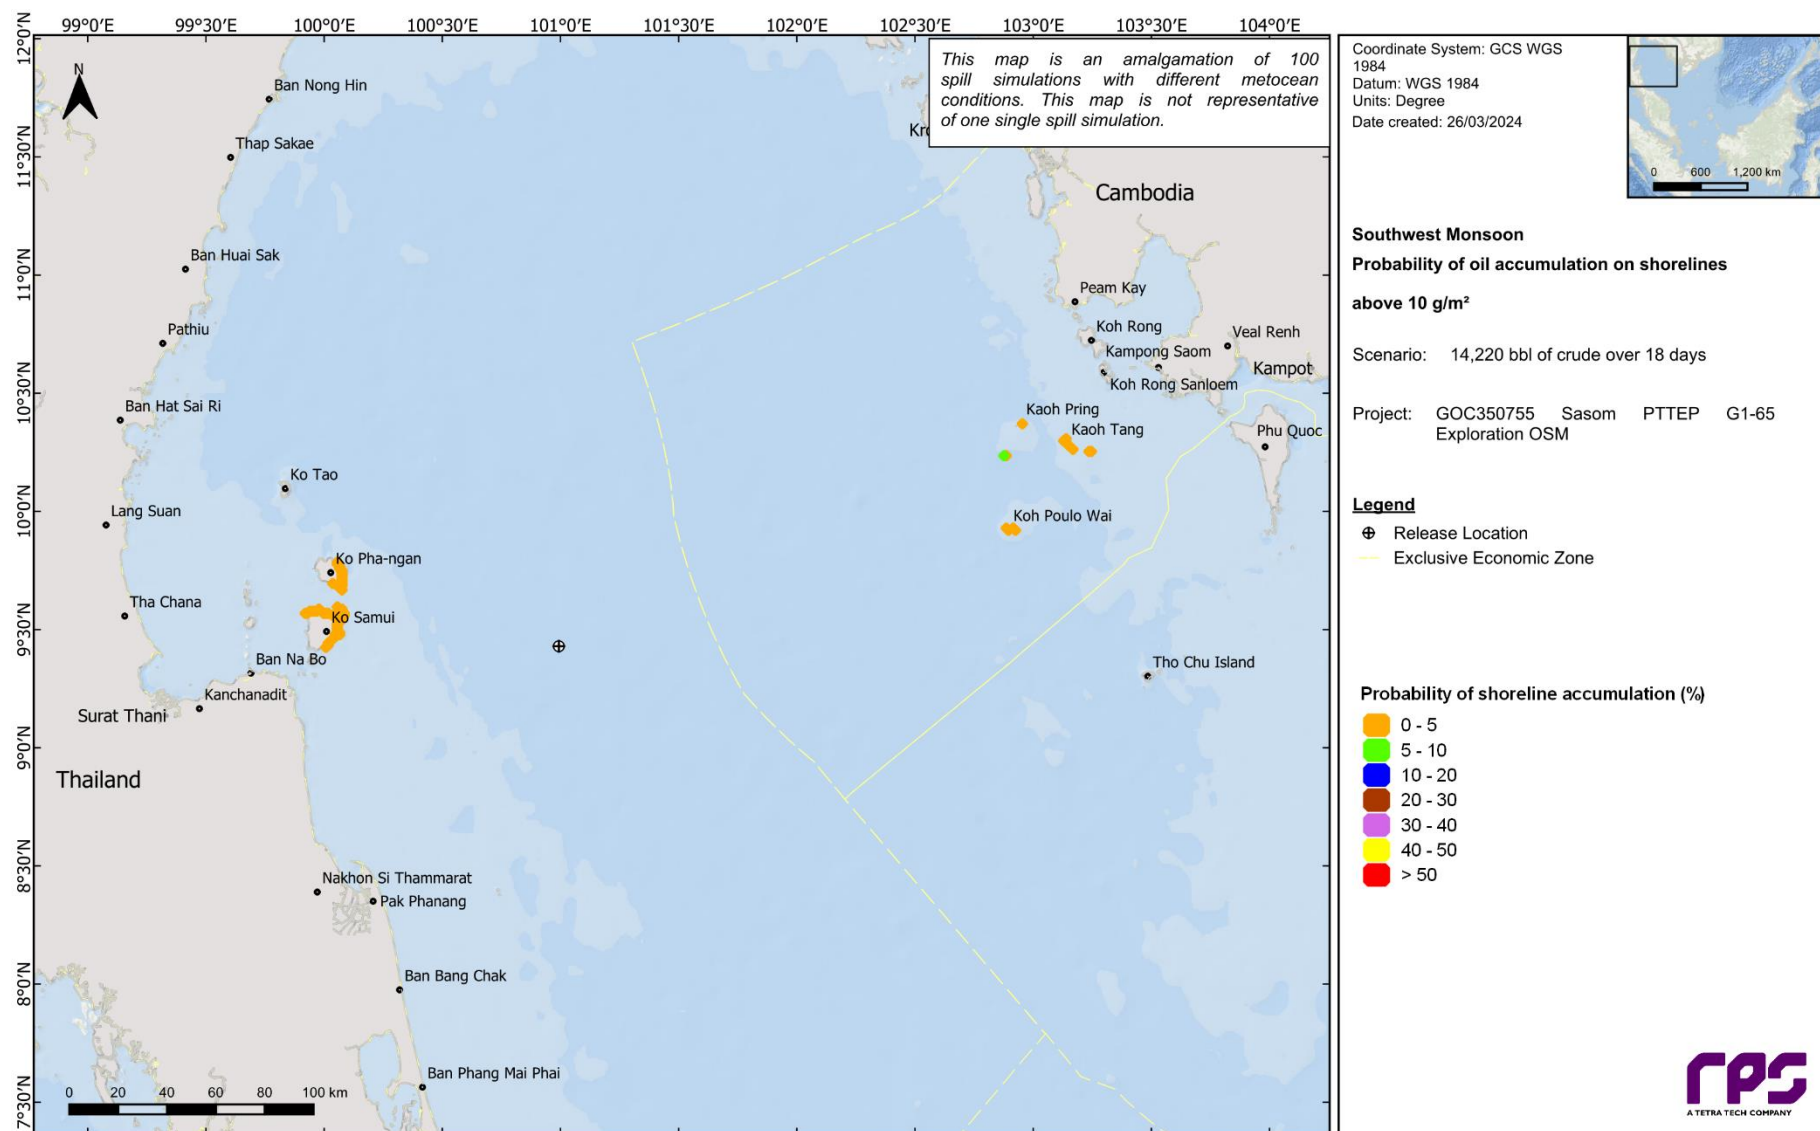 99°0'E 99°30'E 100°0'E 100°30'E 101°0'E 101°30'E 102°0'E 102°30'E 103°0'E 103°30'E 104°0'E
12°0'N
11°30'N
11°0'N
10°30'N
10°0'N
9°30'N
9°0'N
8°30'N
8°0'N
7°30'N
N
This map is an amalgamation of 100
spill simulations with different metocean
conditions. This map is not representative
of one single spill simulation.
Ban Nong Hin
Thap Sakae
Ban Huai Sak
Pathiu
Ban Hat Sai Ri
Ko Tao
Lang Suan
Ko Pha-ngan
Tha Chana
Ko Samui
Ban Na Bo
Kanchanadit
Surat Thani
Thailand
Nakhon Si Thammarat
Pak Phanang
Ban Bang Chak
Ban Phang Mai Phai
0 20 40 60 80 100 km
Cambodia
Peam Kay
Koh Rong
Veal Renh
Kampong Saom
Kampot
Koh Rong Sanloem
Kaoh Pring
Kaoh Tang
Phu Quoc
Koh Poulo Wai
Tho Chu Island
Coordinate System: GCS WGS
1984
Datum: WGS 1984
Units: Degree
Date created: 26/03/2024
0 600 1,200 km
Southwest Monsoon
Probability of oil accumulation on shorelines
above 10 g/m²
Scenario: 14,220 bbl of crude over 18 days
Project: GOC350755 Sasom PTTEP G1-65
Exploration OSM
Legend
Release Location
Exclusive Economic Zone
Probability of shoreline accumulation (%)
0 - 5
5 - 10
10 - 20
20 - 30
30 - 40
40 - 50
> 50
rps
A TETRA TECH COMPANY